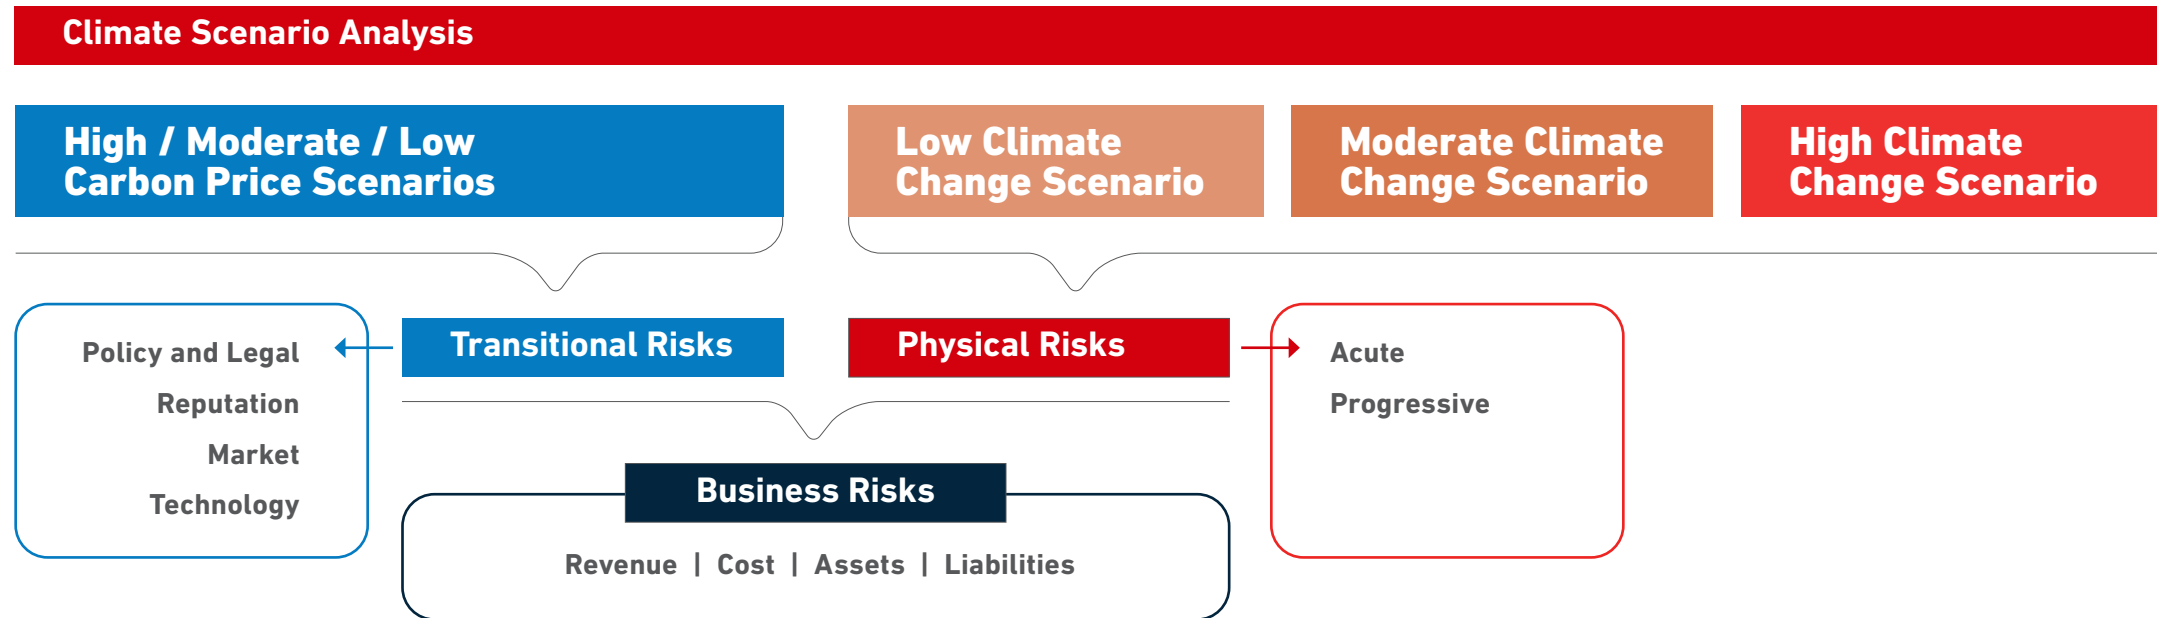 Climate Scenario Analysis
High / Moderate / Low
Carbon Price Scenarios
Low Climate
Change Scenario
Moderate Climate
Change Scenario
High Climate
Change Scenario
Policy and Legal
Reputation
Market
Technology
Transitional Risks
Physical Risks
Acute
Progressive
Business Risks
Revenue | Cost | Assets | Liabilities